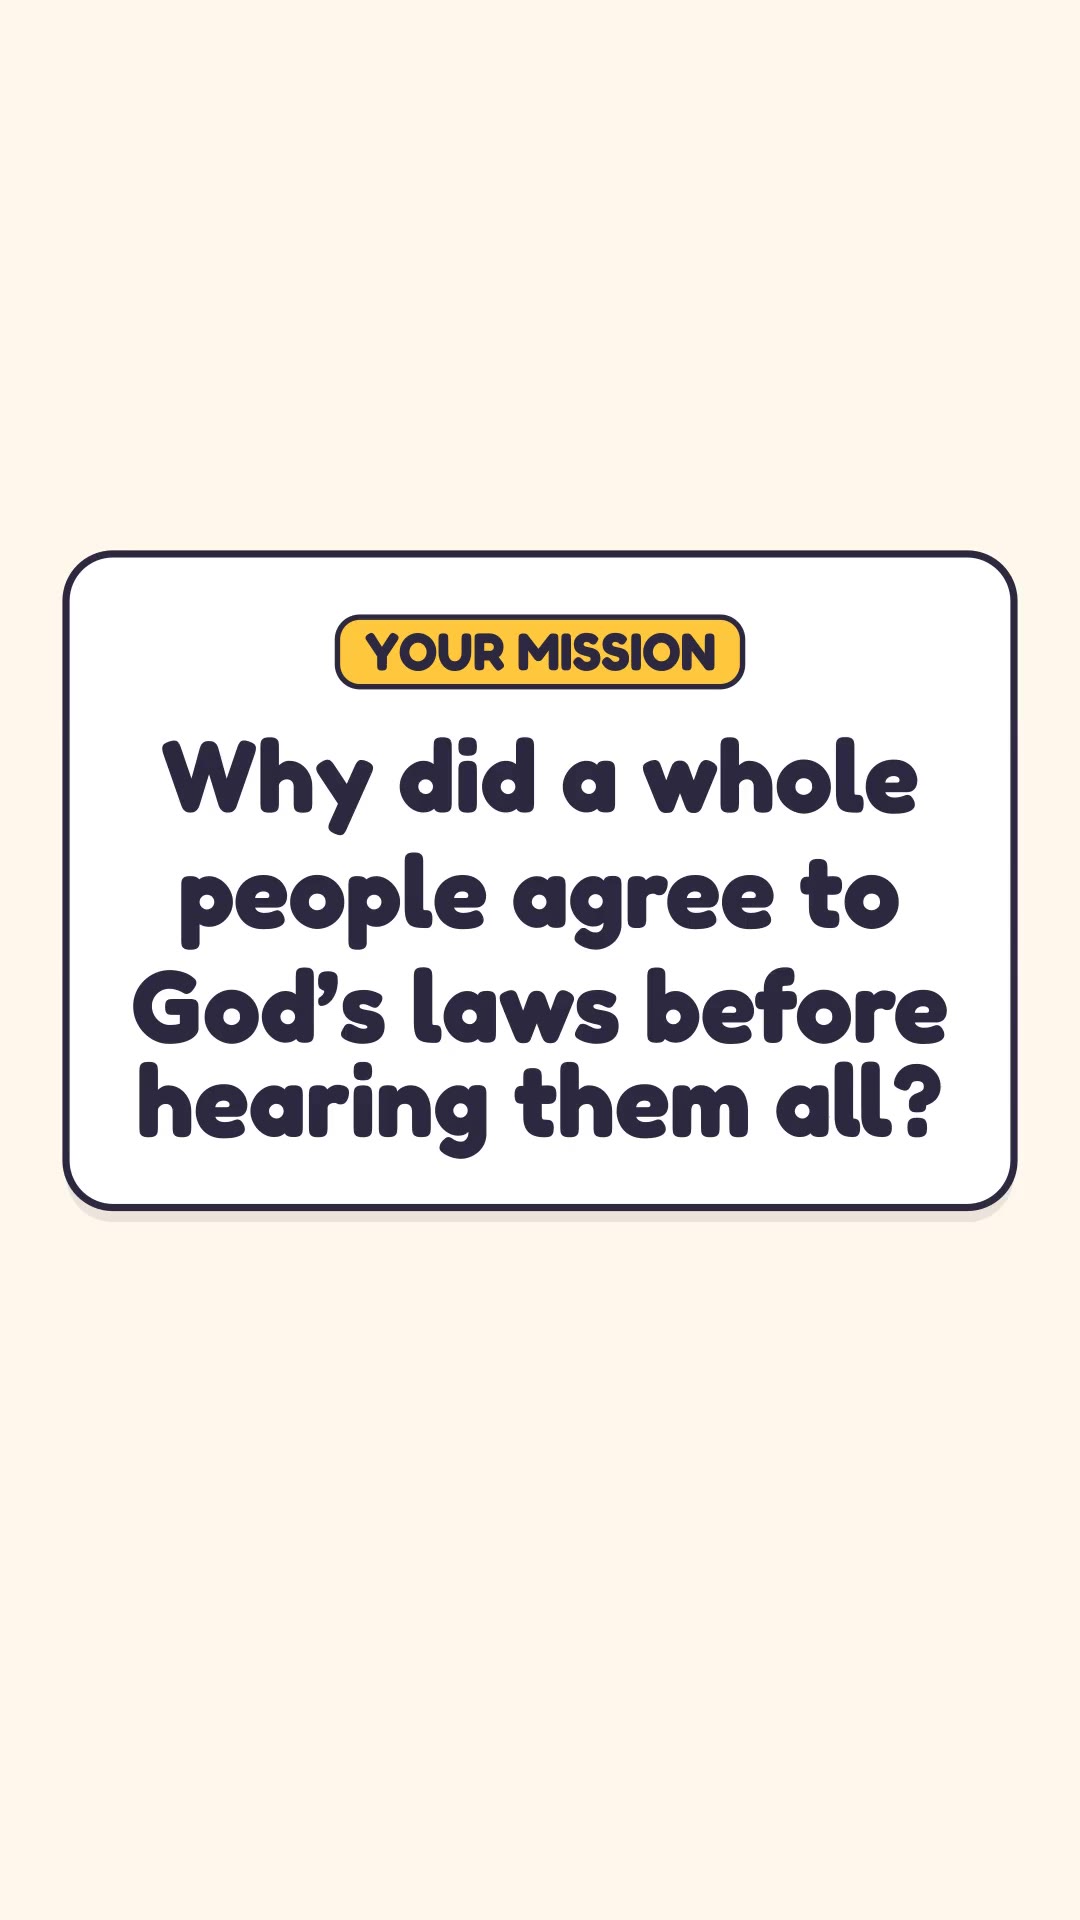 YOUR MISSION
Why did a whole
people agree to
God’s laws before
hearing them all?